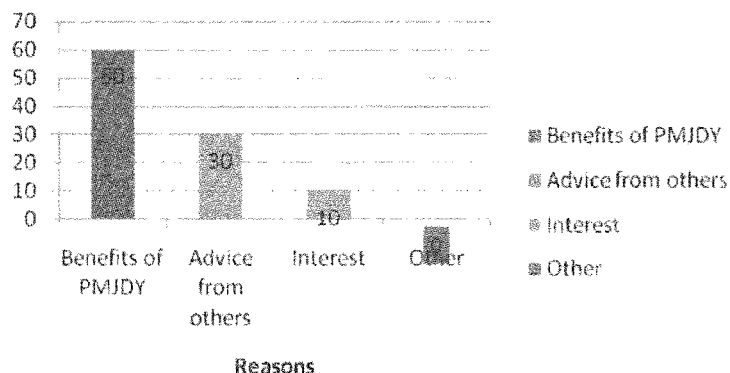 70
60
50
40
30
20
10
0
60
30
10
0
Benefits of PMJDY
Advice from others
Interest
Other
Reasons
Benefits of PMJDY
Advice from others
Interest
Other